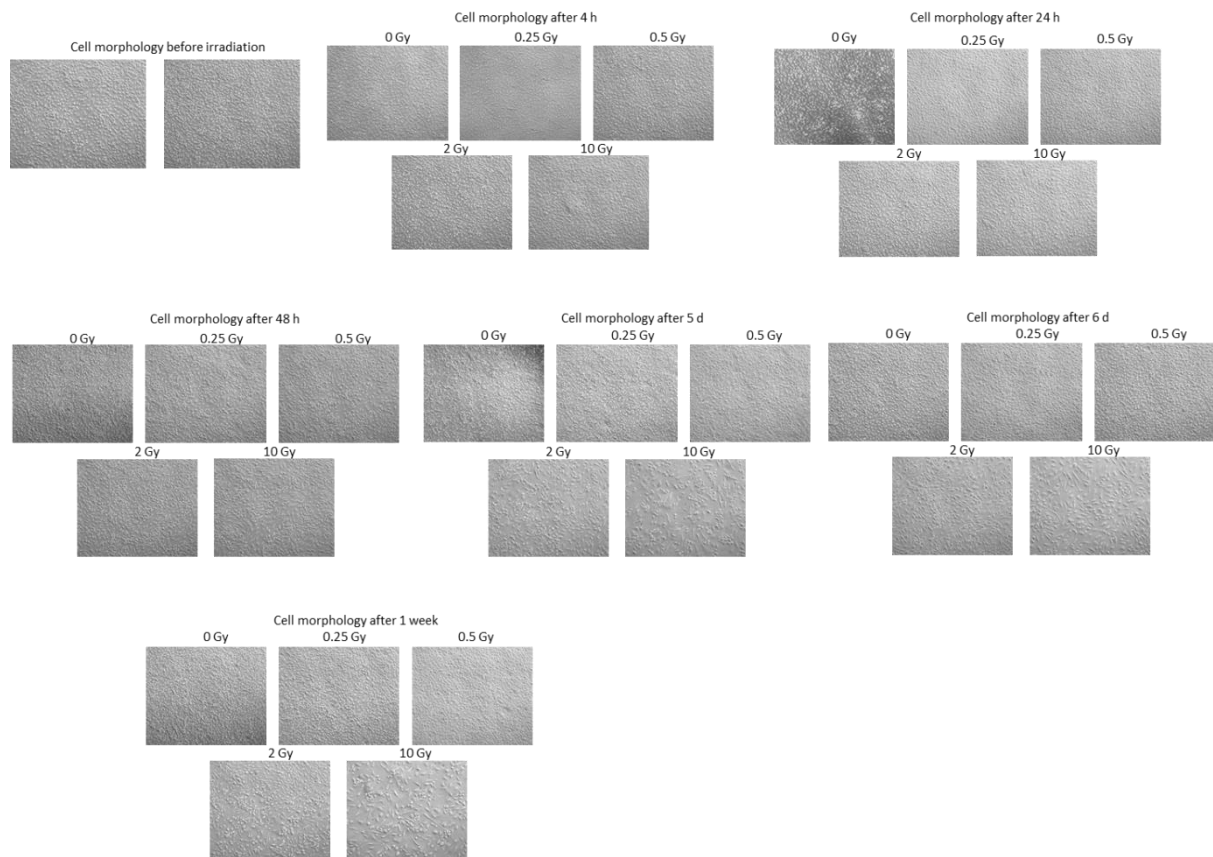 Cell morphology before irradiation
Cell morphology after 4 h
0 Gy 0.25 Gy 0.5 Gy
2 Gy 10 Gy
Cell morphology after 24 h
0 Gy 0.25 Gy 0.5 Gy
2 Gy 10 Gy
Cell morphology after 48 h
0 Gy 0.25 Gy 0.5 Gy
2 Gy 10 Gy
Cell morphology after 5 d
0 Gy 0.25 Gy 0.5 Gy
2 Gy 10 Gy
Cell morphology after 6 d
0 Gy 0.25 Gy 0.5 Gy
2 Gy 10 Gy
Cell morphology after 1 week
0 Gy 0.25 Gy 0.5 Gy
2 Gy 10 Gy